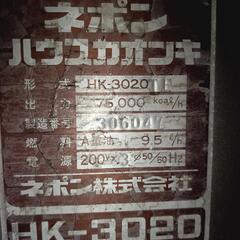 ネポン
ハウスカオンキ
形式 HK-3020TE
出力 75,000 kcal/h
製造番号 306047
燃料 A重油 9.5 ℓ/h
電源 200V×3 Ø50/60Hz
ネポン株式会社
HK-3020